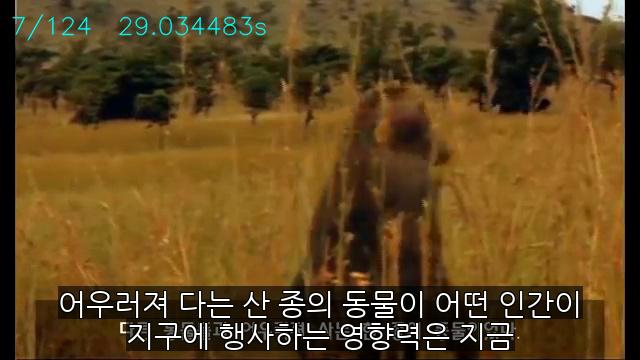 7/124 29.034483s
어우러져 다는 산 종의 동물이 어떤 인간이
지구에 행사하는 영향력은 지금